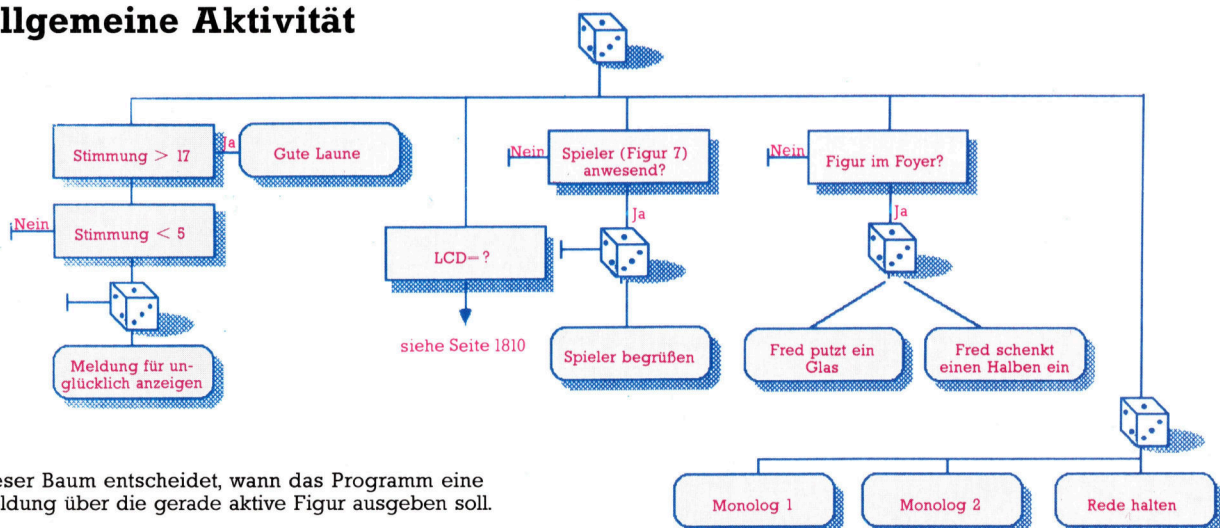 llgemeine Aktivität
Stimmung > 17
Ja
Gute Laune
Nein
Stimmung < 5
Meldung für un-
glücklich anzeigen
LCD=?
siehe Seite 1810
Nein
Spieler (Figur 7)
anwesend?
Ja
Spieler begrüßen
Nein
Figur im Foyer?
Ja
Fred putzt ein
Glas
Fred schenkt
einen Halben ein
Monolog 1
Monolog 2
Rede halten
eser Baum entscheidet, wann das Programm eine
ldung über die gerade aktive Figur ausgeben soll.